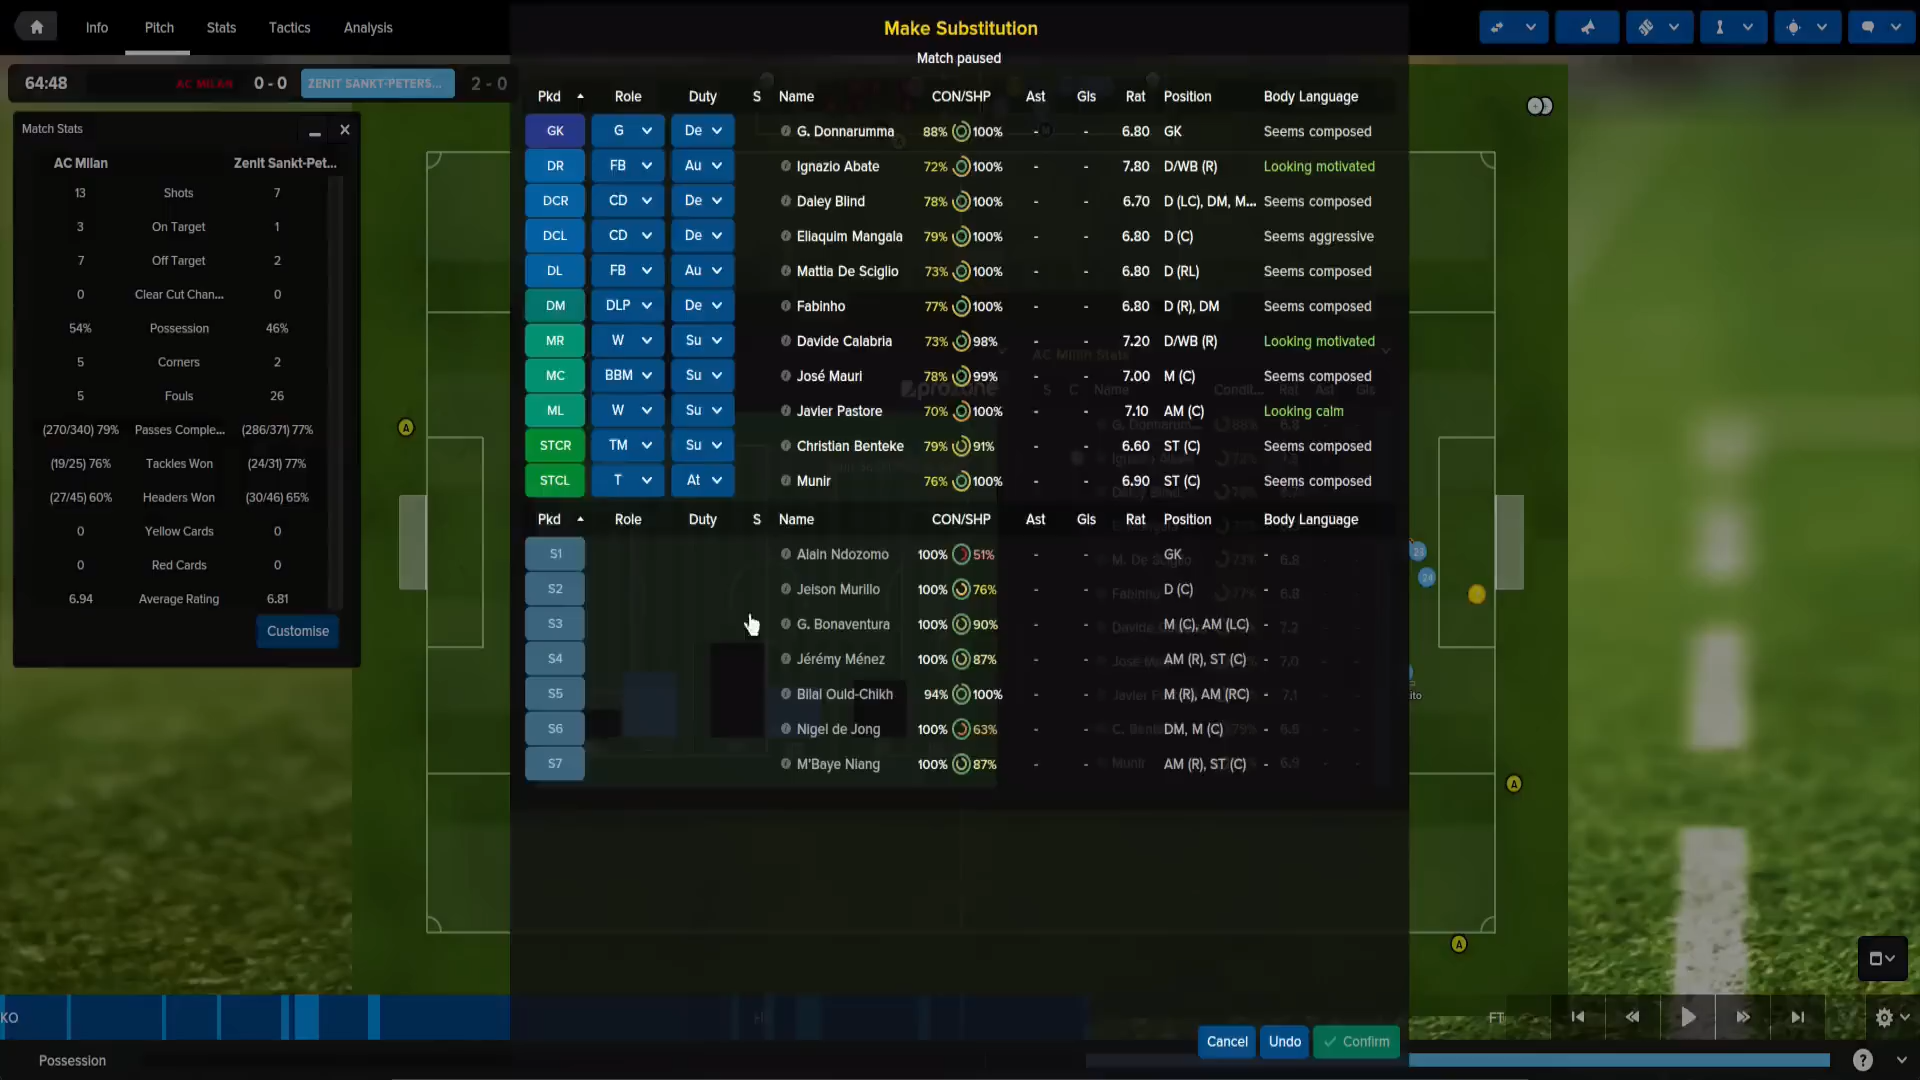 Info Pitch Stats Tactics Analysis
Make Substitution
Match paused
64:48 AC MILAN 0 - 0 ZENIT SANKT-PETERS... 2 - 0
Match Stats
AC Milan Zenit Sankt-Pet...
13 Shots 7
3 On Target 1
7 Off Target 2
0 Clear Cut Chan... 0
54% Possession 46%
5 Corners 2
5 Fouls 26
(270/340) 79% Passes Comple... (286/371) 77%
(19/25) 76% Tackles Won (24/31) 77%
(27/45) 60% Headers Won (30/46) 65%
0 Yellow Cards 0
0 Red Cards 0
6.94 Average Rating 6.81
Customise
Pkd Role Duty S Name CON/SHP Ast Gls Rat Position Body Language
GK G De G. Donnarumma 88% 100% - - 6.80 GK Seems composed
DR FB Au Ignazio Abate 72% 100% - - 7.80 D/WB (R) Looking motivated
DCR CD De Daley Blind 78% 100% - - 6.70 D (LC), DM, M... Seems composed
DCL CD De Eliaquim Mangala 79% 100% - - 6.80 D (C) Seems aggressive
DL FB Au Mattia De Sciglio 73% 100% - - 6.80 D (RL) Seems composed
DM DLP De Fabinho 77% 100% - - 6.80 D (R), DM Seems composed
MR W Su Davide Calabria 73% 98% - - 7.20 D/WB (R) Looking motivated
MC BBM Su José Mauri 78% 99% - - 7.00 M (C) Seems composed
ML W Su Javier Pastore 70% 100% - - 7.10 AM (C) Looking calm
STCR TM Su Christian Benteke 79% 91% - - 6.60 ST (C) Seems composed
STCL T At Munir 76% 100% - - 6.90 ST (C) Seems composed
Pkd Role Duty S Name CON/SHP Ast Gls Rat Position Body Language
S1 Alain Ndozomo 100% 51% - - GK -
S2 Jeison Murillo 100% 76% - - D (C) -
S3 G. Bonaventura 100% 90% - - M (C), AM (LC) -
S4 Jérémy Ménez 100% 87% - - AM (R), ST (C) -
S5 Bilal Ould-Chikh 94% 100% - - M (R), AM (RC) -
S6 Nigel de Jong 100% 63% - - DM, M (C) -
S7 M'Baye Niang 100% 87% - - AM (R), ST (C) -
A
23
24
A
A
Cancel Undo Confirm
KO FT
Possession ?